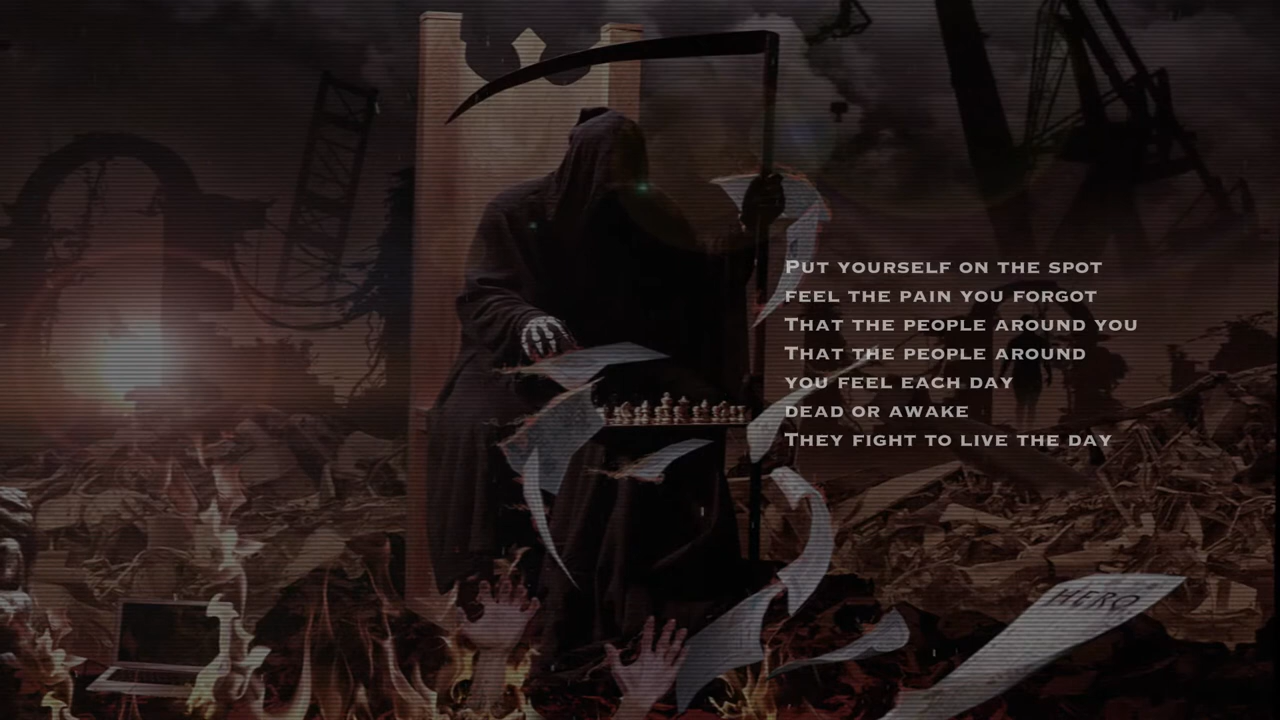 Put yourself on the spot
feel the pain you forgot
That the people around you
That the people around
you feel each day
dead or awake
They fight to live the day
HERO